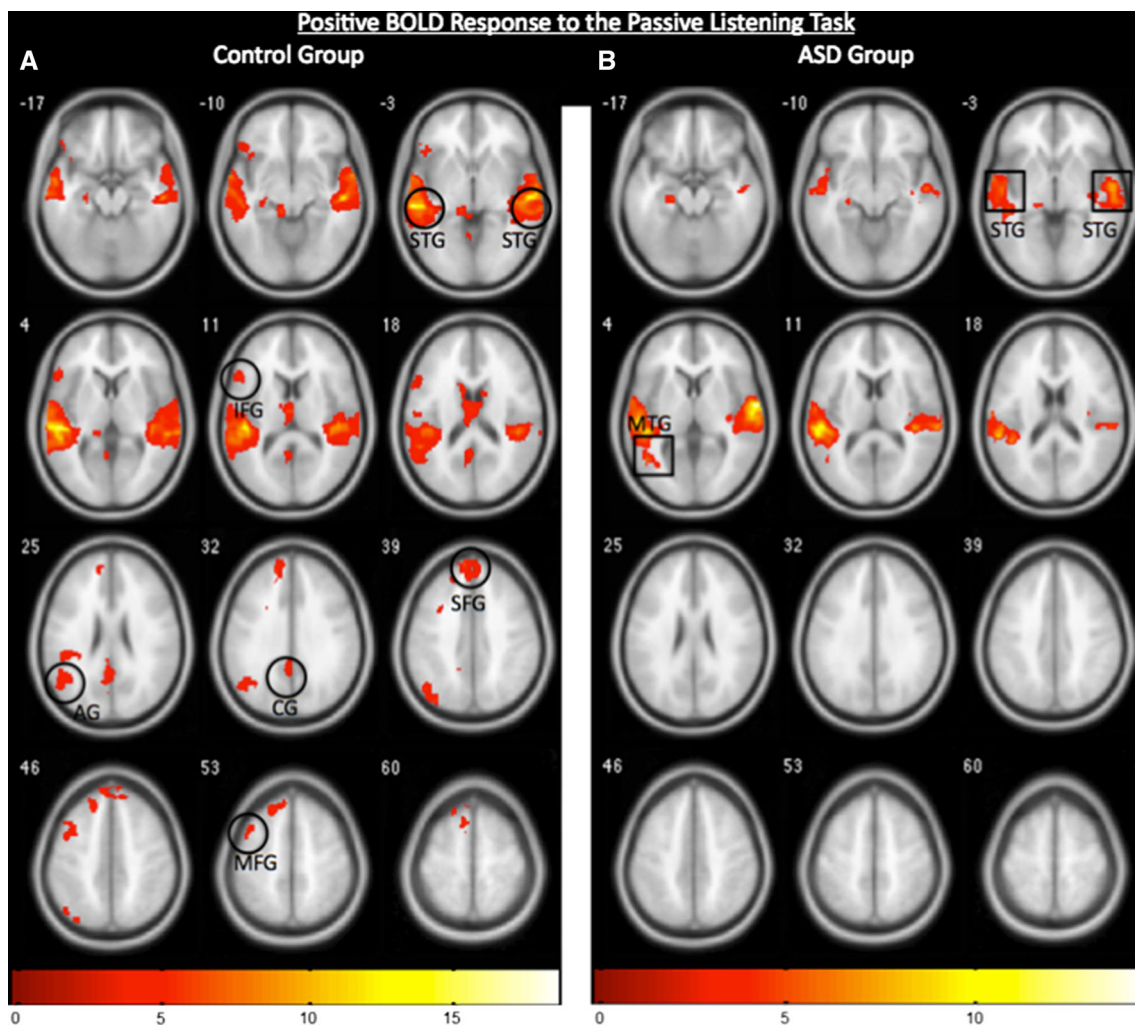 Positive BOLD Response to the Passive Listening Task
A
Control Group
-17
-10
-3
STG
STG
4
11
18
IFG
25
32
39
SFG
AG
CG
46
53
60
MFG
0
5
10
15
B
ASD Group
-17
-10
-3
STG
STG
4
11
18
MTG
25
32
39
46
53
60
0
5
10